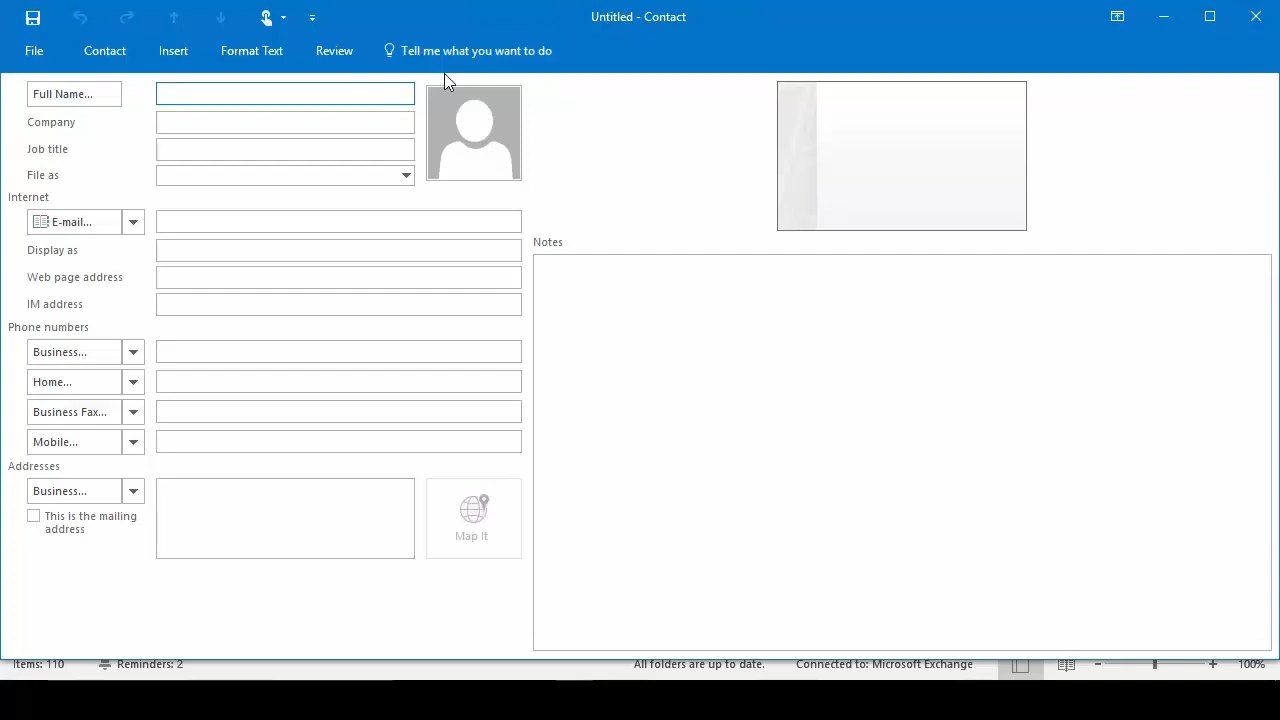 Untitled - Contact
File Contact Insert Format Text Review Tell me what you want to do
Full Name...
Company
Job title
File as
Internet
E-mail...
Display as
Web page address
IM address
Phone numbers
Business...
Home...
Business Fax...
Mobile...
Addresses
Business...
This is the mailing
address
Map It
Notes
Items: 110 Reminders: 2 All folders are up to date. Connected to: Microsoft Exchange 100%